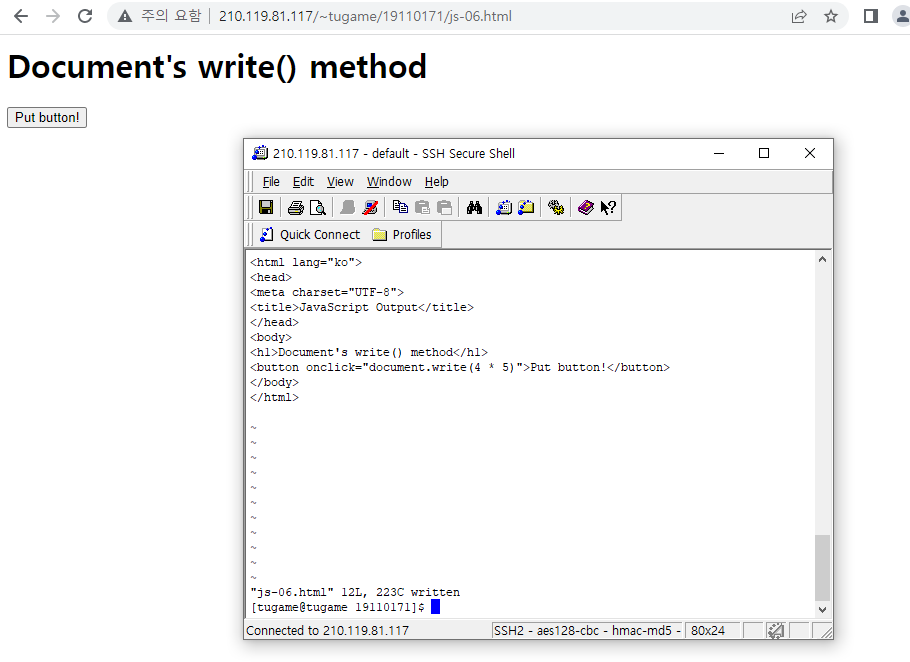 주의 요함 210.119.81.117/~tugame/19110171/js-06.html
Document's write() method
Put button!
210.119.81.117 - default - SSH Secure Shell
File Edit View Window Help
Quick Connect Profiles
<html lang="ko">
<head>
<meta charset="UTF-8">
<title>JavaScript Output</title>
</head>
<body>
<h1>Document's write() method</h1>
<button onclick="document.write(4 * 5)">Put button!</button>
</body>
</html>
~
~
~
~
~
~
~
~
~
~
~
"js-06.html" 12L, 223C written
[tugame@tugame 19110171]$
Connected to 210.119.81.117 SSH2 - aes128-cbc - hmac-md5 - 80x24